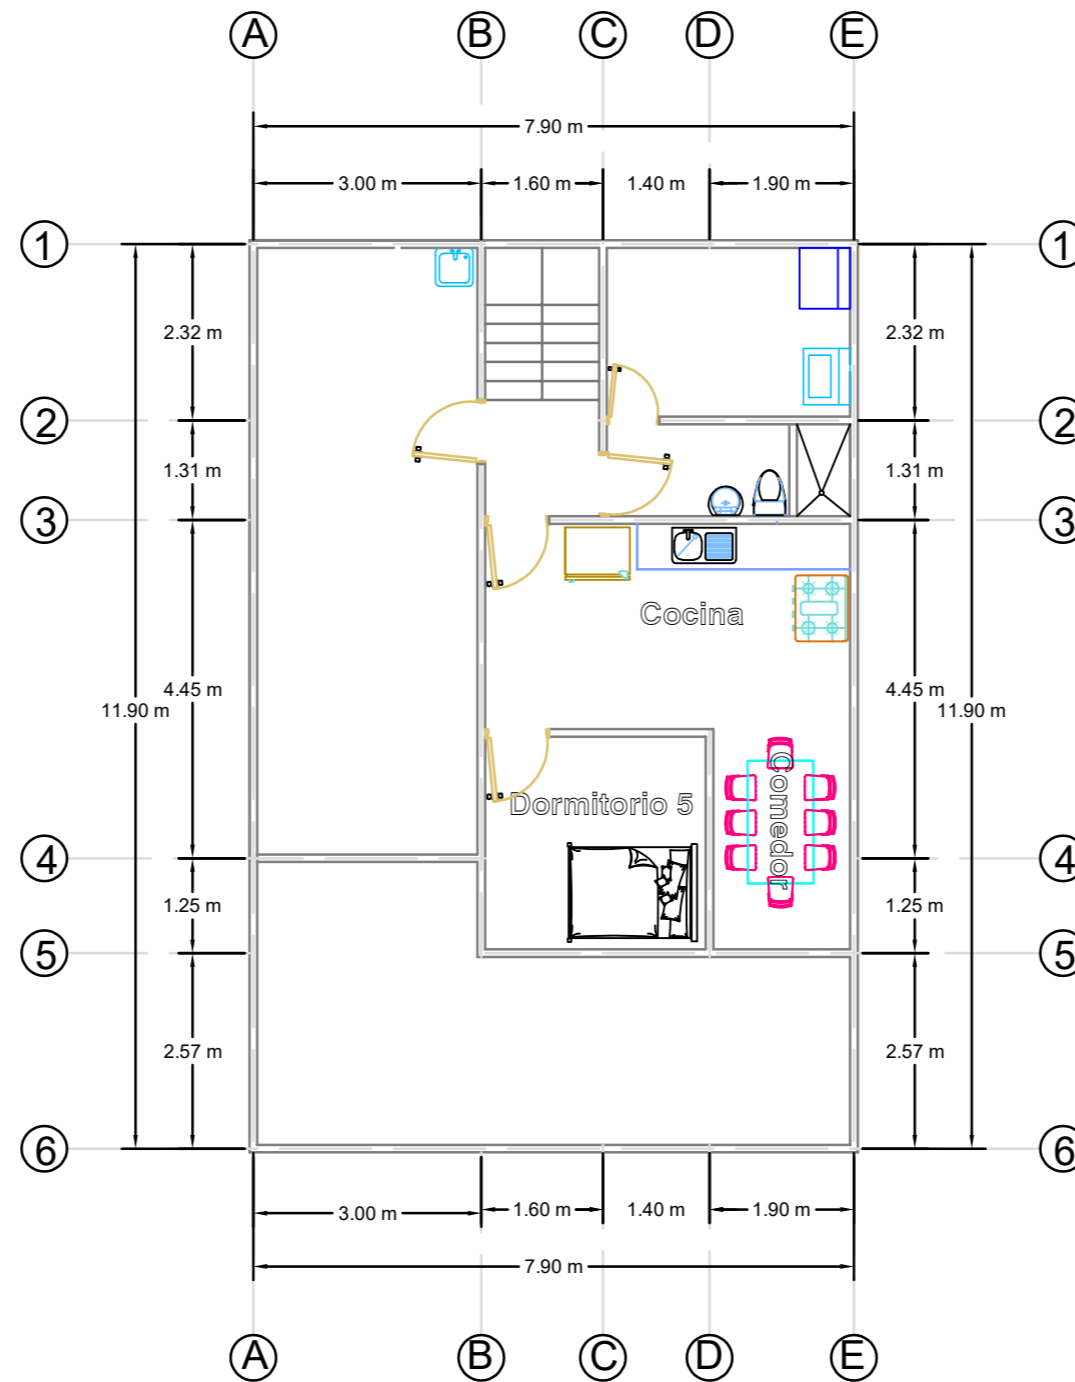 A B C D E
7.90 m
3.00 m 1.60 m 1.40 m 1.90 m
1 1
2.32 m 2.32 m
2 2
1.31 m 1.31 m
3 3
Cocina
4.45 m 4.45 m
11.90 m 11.90 m
Comedor
Dormitorio 5
4 4
1.25 m 1.25 m
5 5
2.57 m 2.57 m
6 6
3.00 m 1.60 m 1.40 m 1.90 m
7.90 m
A B C D E